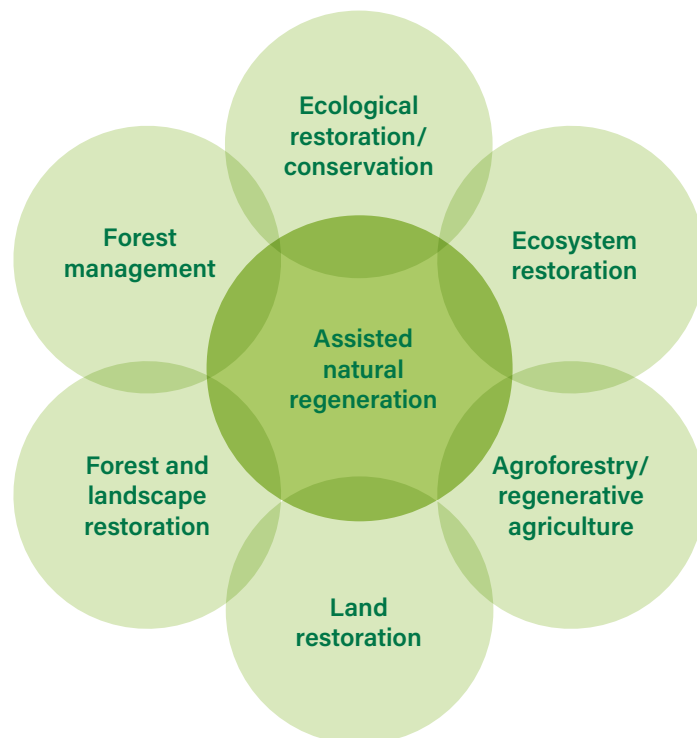 Ecological
restoration/
conservation
Forest
management
Ecosystem
restoration
Assisted
natural
regeneration
Forest and
landscape
restoration
Agroforestry/
regenerative
agriculture
Land
restoration